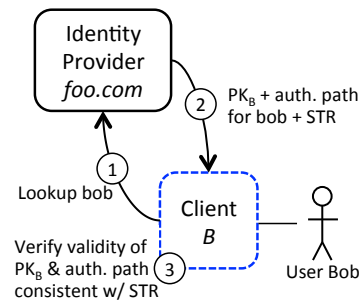 Identity
Provider
foo.com
2
PK_B + auth. path
for bob + STR
1
Lookup bob
Client
B
Verify validity of
PK_B & auth. path
consistent w/ STR
3
User Bob